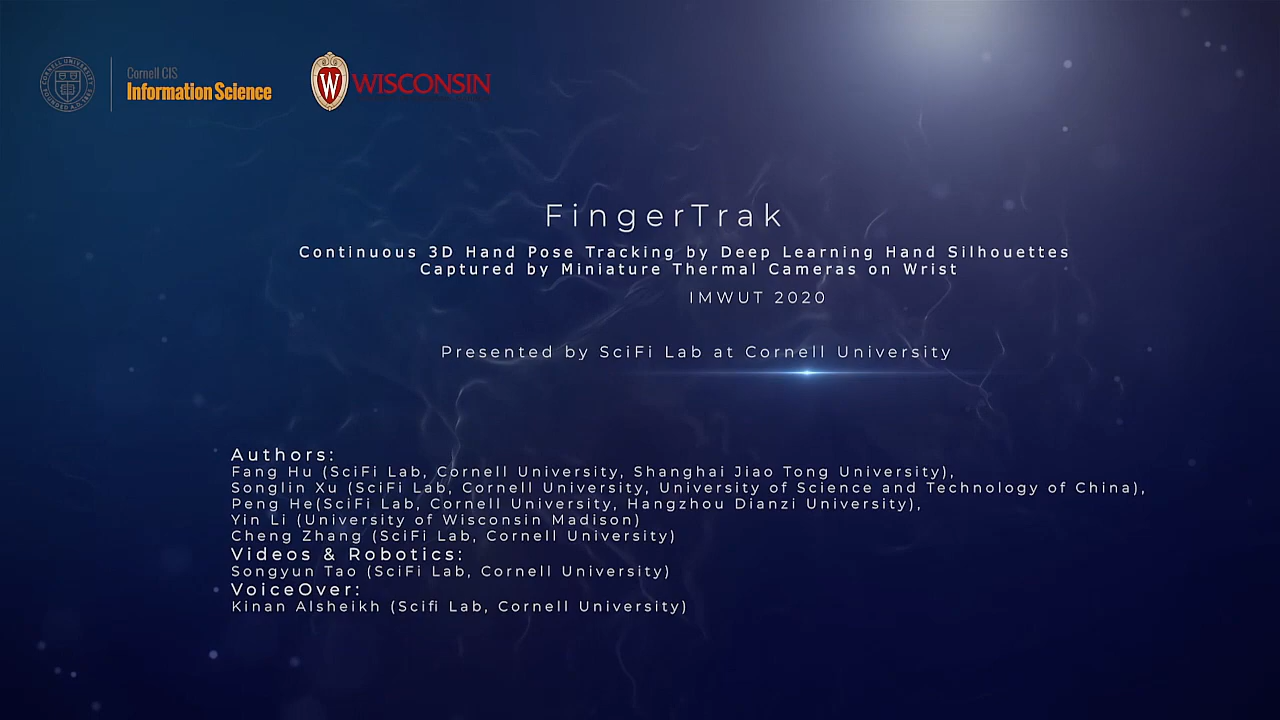 Cornell CIS
Information Science
CORNELL UNIVERSITY
FOUNDED A.D. 1865
W WISCONSIN
FingerTrak
Continuous 3D Hand Pose Tracking by Deep Learning Hand Silhouettes
Captured by Miniature Thermal Cameras on Wrist
IMWUT 2020
Presented by SciFi Lab at Cornell University
Authors:
Fang Hu (SciFi Lab, Cornell University, Shanghai Jiao Tong University),
Songlin Xu (SciFi Lab, Cornell University, University of Science and Technology of China),
Peng He(SciFi Lab, Cornell University, Hangzhou Dianzi University),
Yin Li (University of Wisconsin Madison)
Cheng Zhang (SciFi Lab, Cornell University)
Videos & Robotics:
Songyun Tao (SciFi Lab, Cornell University)
VoiceOver:
Kinan Alsheikh (Scifi Lab, Cornell University)